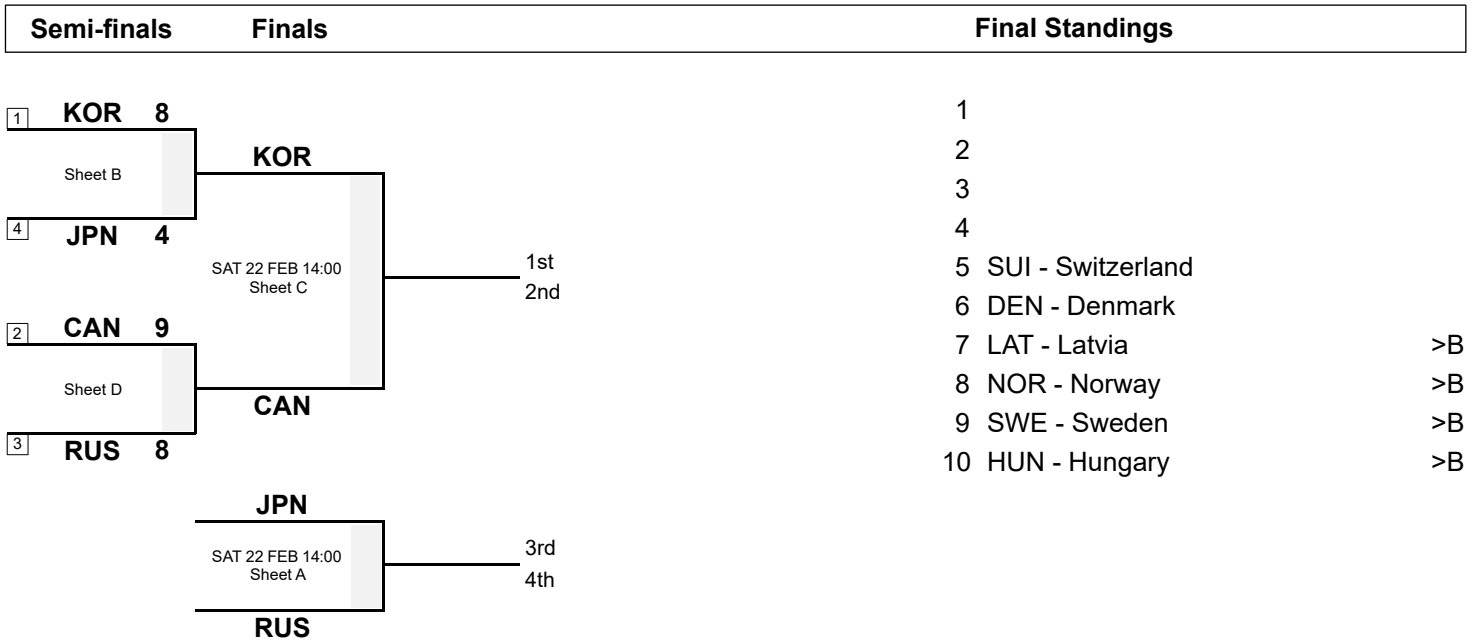 Semi-finals Finals Final Standings
1 KOR 8
Sheet B
4 JPN 4
KOR
SAT 22 FEB 14:00
Sheet C
CAN
1st
2nd
2 CAN 9
Sheet D
3 RUS 8
JPN
SAT 22 FEB 14:00
Sheet A
RUS
3rd
4th
1
2
3
4
5 SUI - Switzerland
6 DEN - Denmark
7 LAT - Latvia >B
8 NOR - Norway >B
9 SWE - Sweden >B
10 HUN - Hungary >B